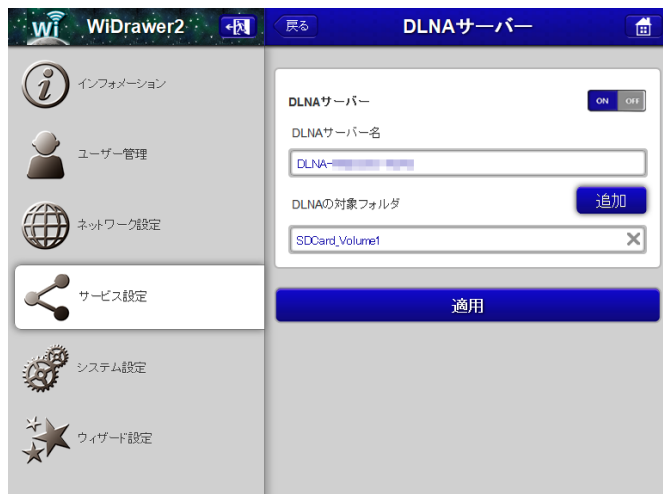 Wi WiDrawer2
戻る DLNAサーバー
インフォメーション
ユーザー管理
ネットワーク設定
サービス設定
システム設定
ウィザード設定
DLNAサーバー ON OFF
DLNAサーバー名
DLNA-
DLNAの対象フォルダ 追加
SDCard_Volume1
適用